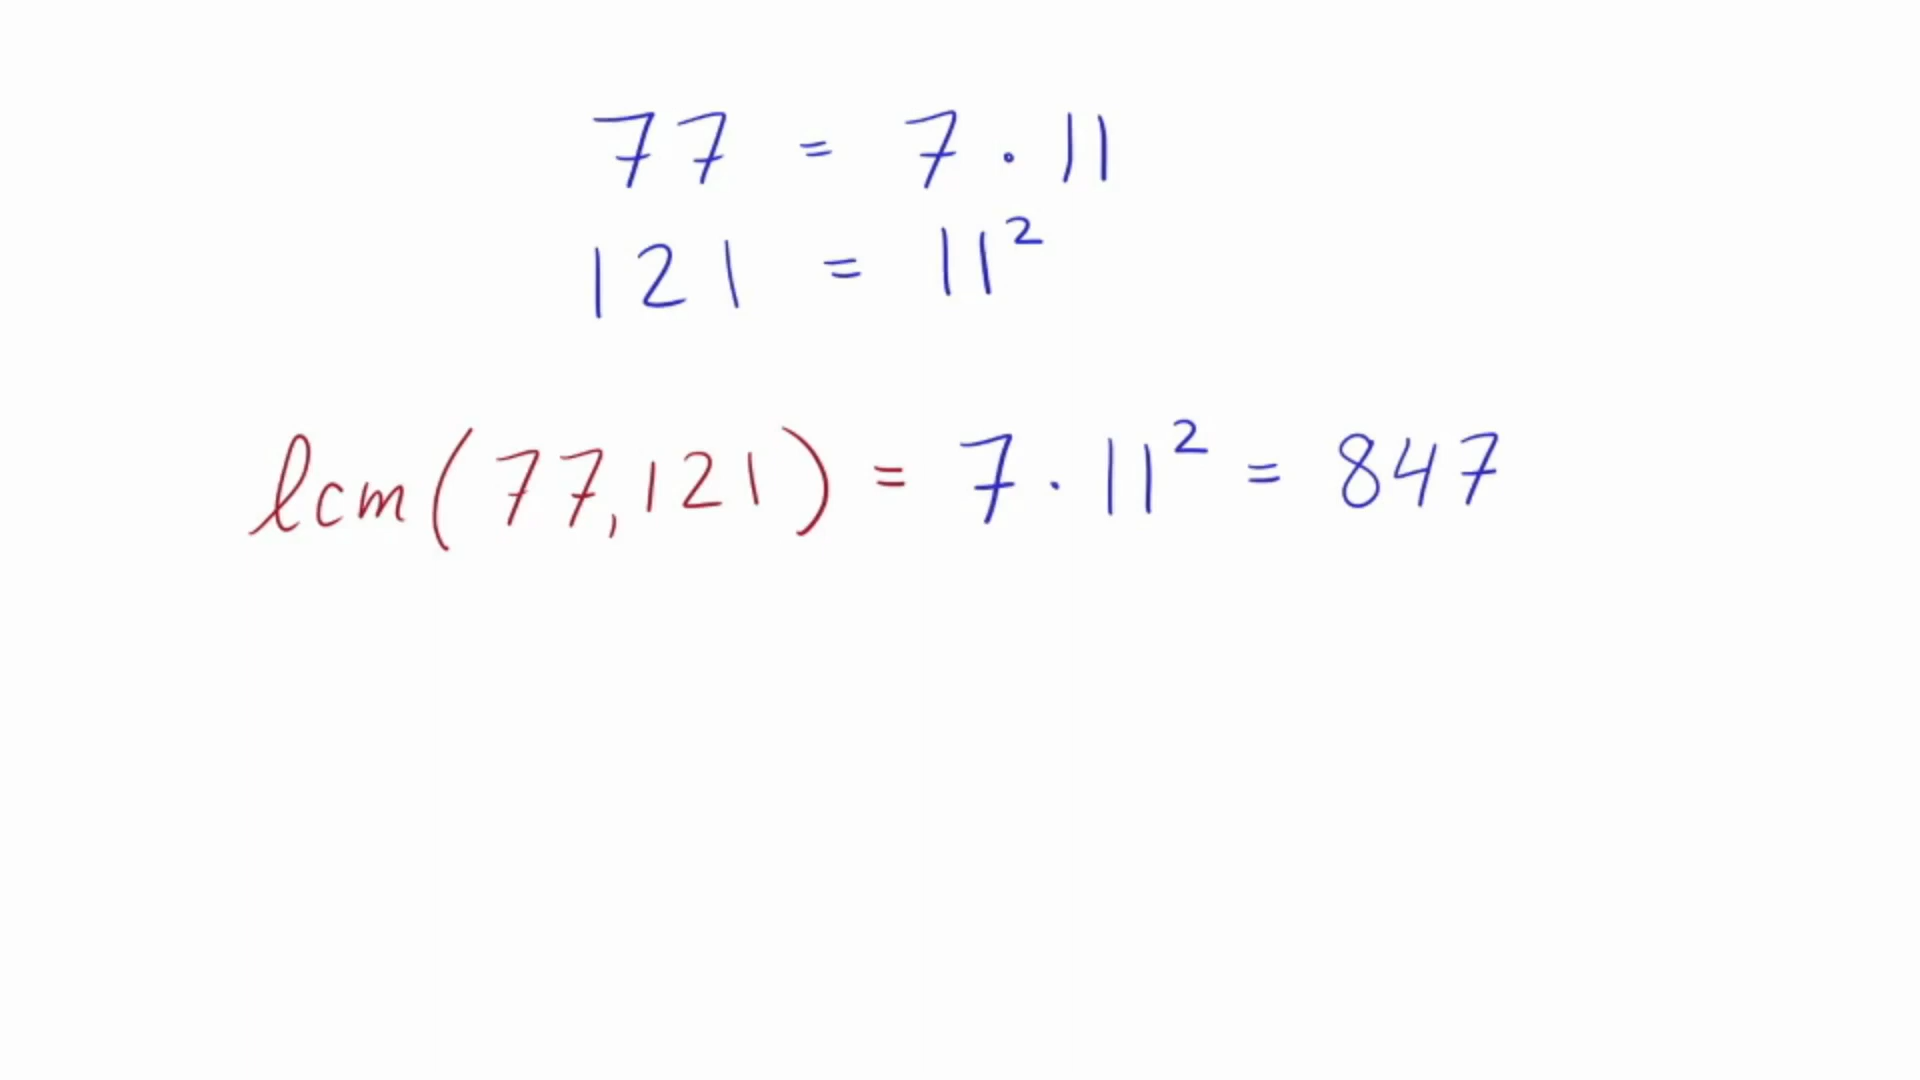 77 = 7 · 11
121 = 11²
lcm(77,121) = 7 · 11² = 847